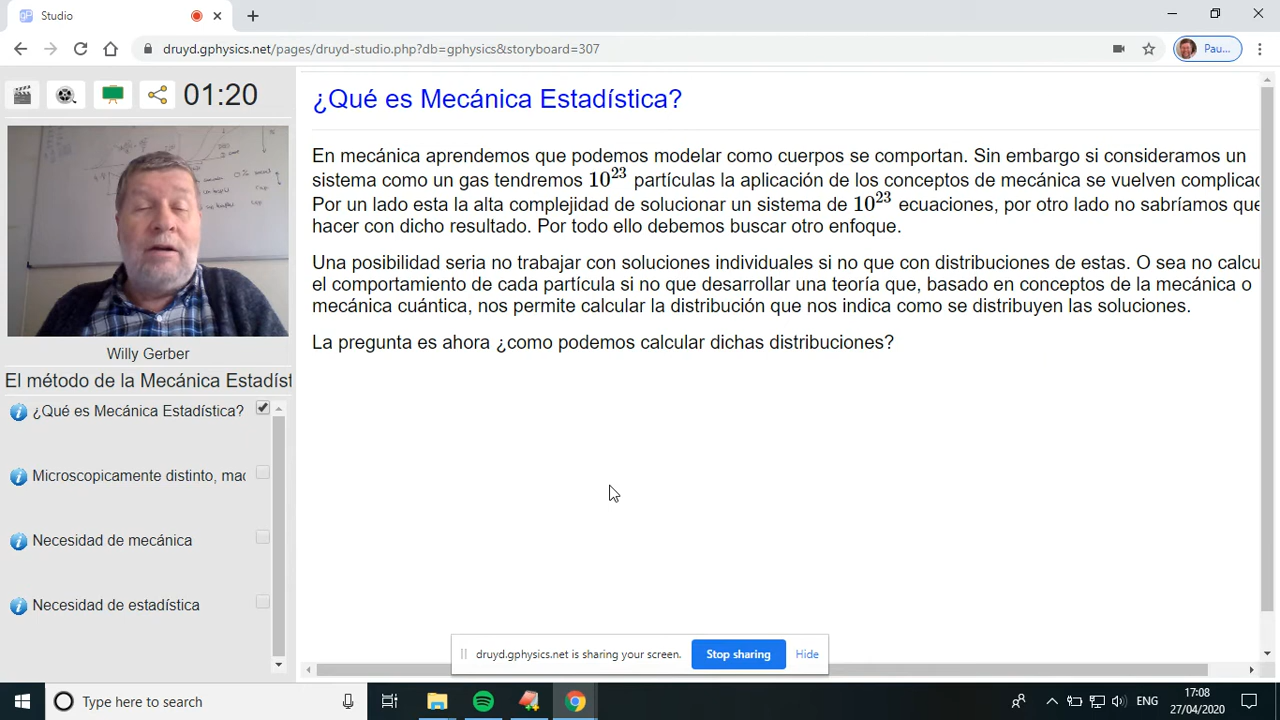 Studio
druyd.gphysics.net/pages/druyd-studio.php?db=gphysics&storyboard=307
Pau...
01:20
Willy Gerber
El método de la Mecánica Estadíst
¿Qué es Mecánica Estadística?
Microscopicamente distinto, mac
Necesidad de mecánica
Necesidad de estadística
¿Qué es Mecánica Estadística?
En mecánica aprendemos que podemos modelar como cuerpos se comportan. Sin embargo si consideramos un
sistema como un gas tendremos 10²³ partículas la aplicación de los conceptos de mecánica se vuelven complicad
Por un lado esta la alta complejidad de solucionar un sistema de 10²³ ecuaciones, por otro lado no sabríamos que
hacer con dicho resultado. Por todo ello debemos buscar otro enfoque.
Una posibilidad seria no trabajar con soluciones individuales si no que con distribuciones de estas. O sea no calcu
el comportamiento de cada partícula si no que desarrollar una teoría que, basado en conceptos de la mecánica o
mecánica cuántica, nos permite calcular la distribución que nos indica como se distribuyen las soluciones.
La pregunta es ahora ¿como podemos calcular dichas distribuciones?
druyd.gphysics.net is sharing your screen.
Stop sharing
Hide
Type here to search
ENG
17:08
27/04/2020